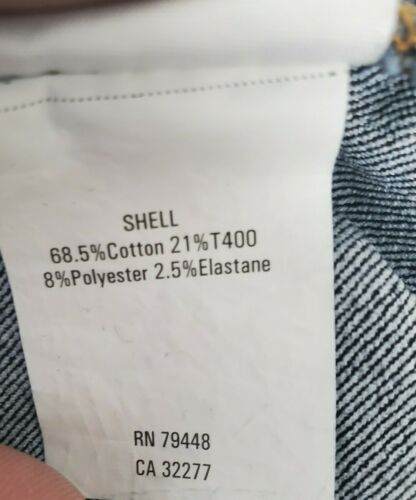 SHELL
68.5%Cotton 21%T400
8%Polyester 2.5%Elastane
RN 79448
CA 32277